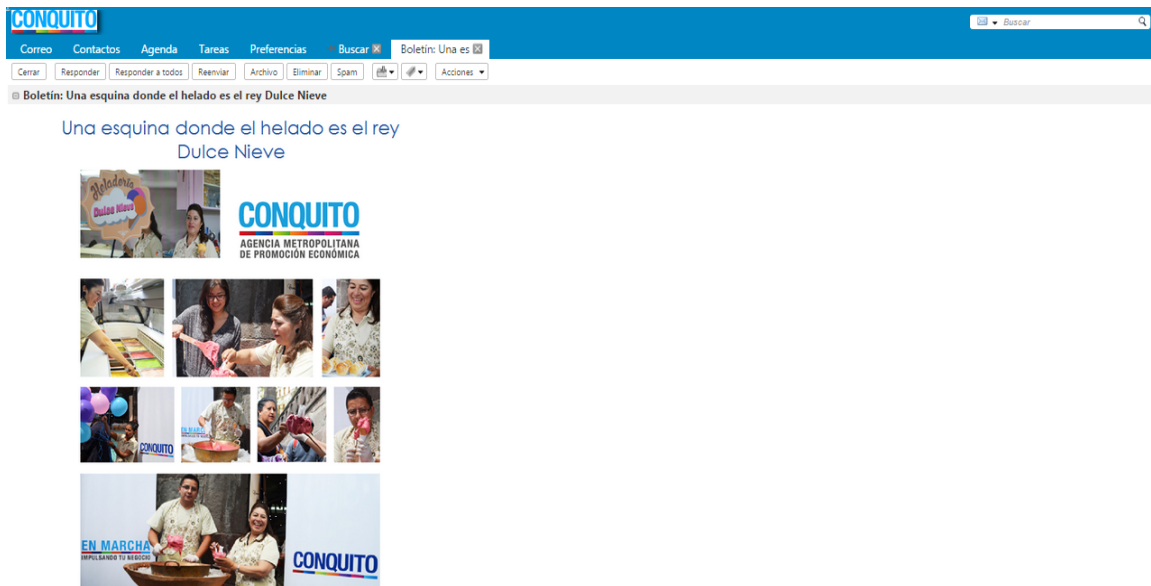 CONQUITO
Buscar
Correo Contactos Agenda Tareas Preferencias Buscar Boletín: Una es
Cerrar Responder Responder a todos Reenviar Archivo Eliminar Spam Acciones
Boletín: Una esquina donde el helado es el rey Dulce Nieve
Una esquina donde el helado es el rey
Dulce Nieve
Heladería
Dulce Nieve
CONQUITO
AGENCIA METROPOLITANA
DE PROMOCIÓN ECONÓMICA
CONQUITO
EN MARCHA
EN MARCHA
IMPULSANDO TU NEGOCIO
CONQUITO